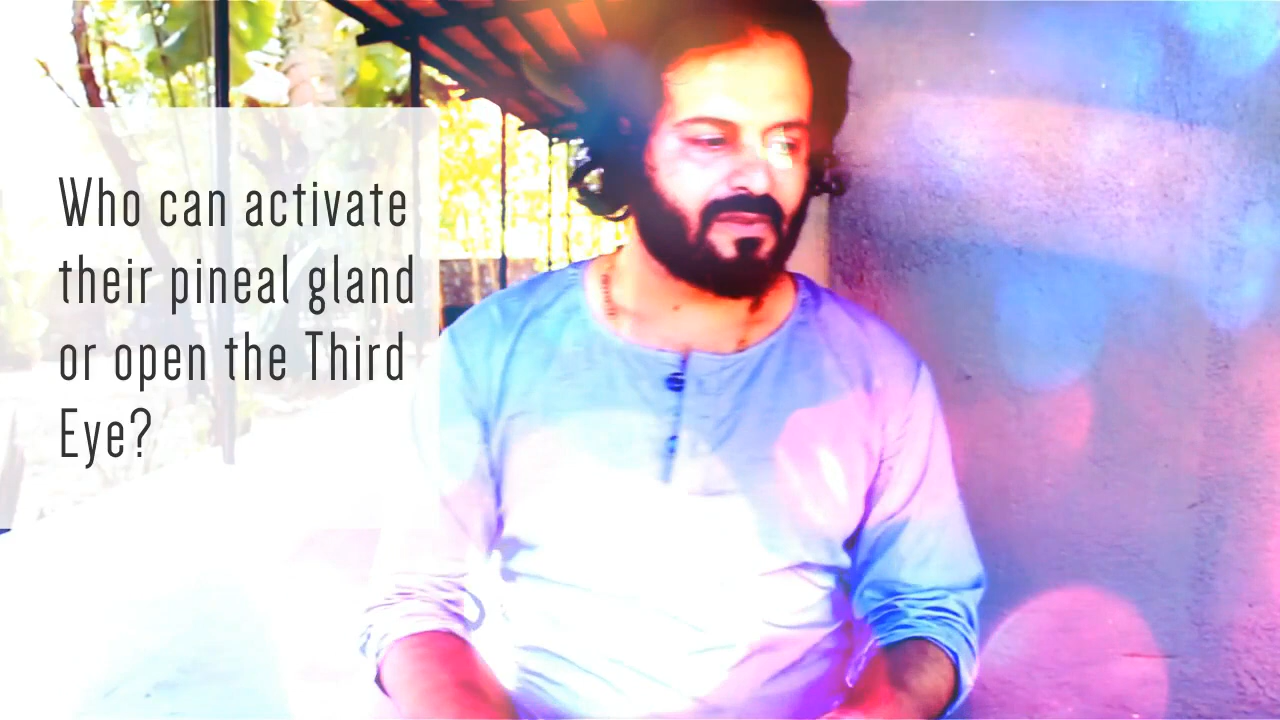 Who can activate
their pineal gland
or open the Third
Eye?